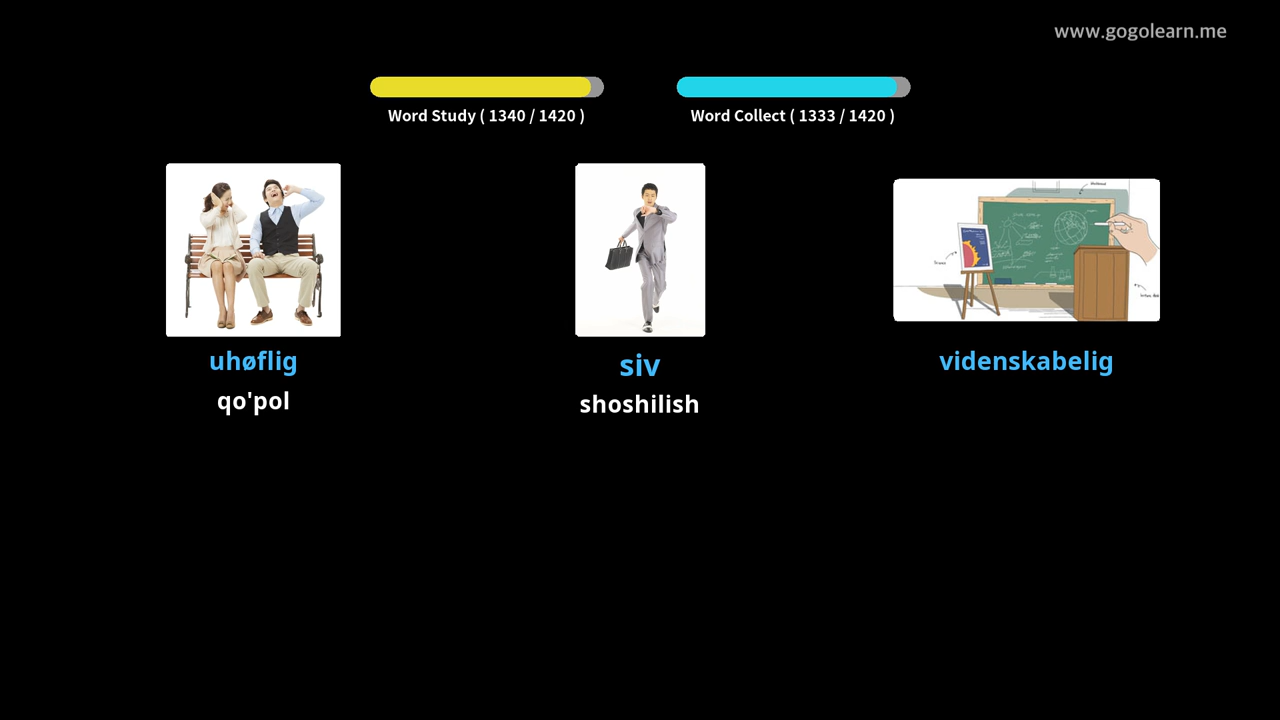 www.gogolearn.me
Word Study ( 1340 / 1420 )
Word Collect ( 1333 / 1420 )
uhøflig
qo'pol
siv
shoshilish
videnskabelig